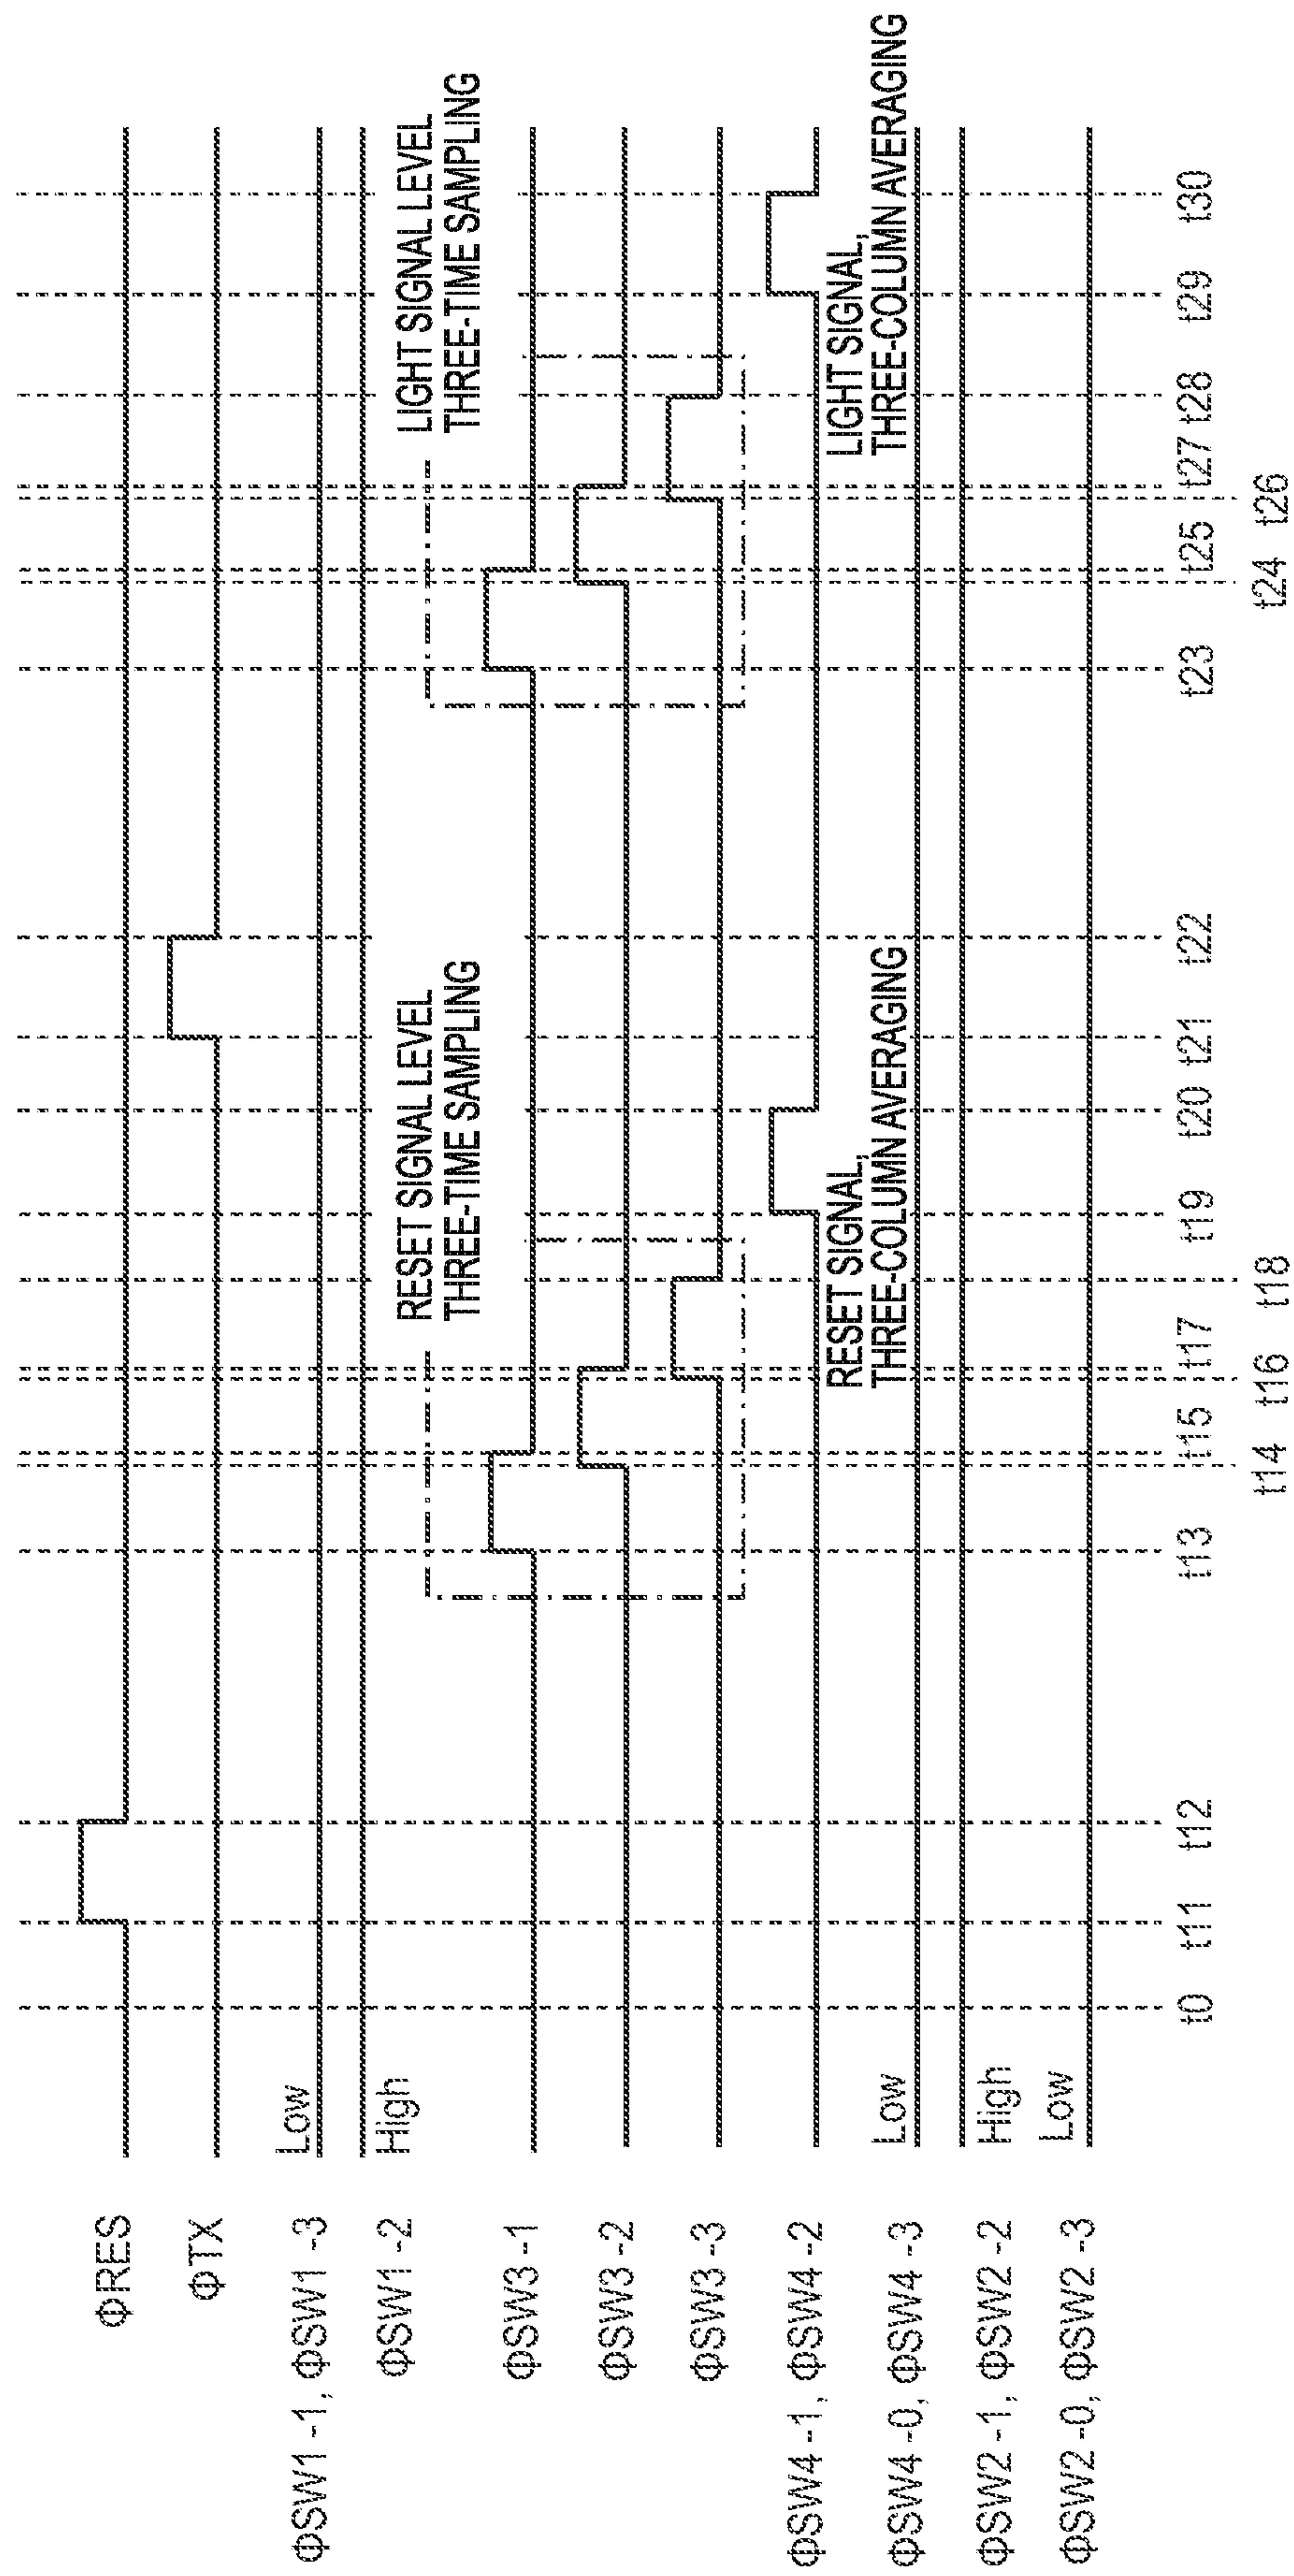 ΦRES
ΦTX
Low
ΦSW1 -1, ΦSW1 -3
High
ΦSW1 -2
RESET SIGNAL LEVEL
THREE-TIME SAMPLING
LIGHT SIGNAL LEVEL
THREE-TIME SAMPLING
ΦSW3 -1
ΦSW3 -2
ΦSW3 -3
ΦSW4 -1, ΦSW4 -2
RESET SIGNAL,
THREE-COLUMN AVERAGING
LIGHT SIGNAL,
THREE-COLUMN AVERAGING
Low
ΦSW4 -0, ΦSW4 -3
High
ΦSW2 -1, ΦSW2 -2
Low
ΦSW2 -0, ΦSW2 -3
t0 t11 t12 t13 t15 t17 t19 t20 t21 t22 t23 t25 t27 t28 t29 t30
t14 t16 t18 t24 t26